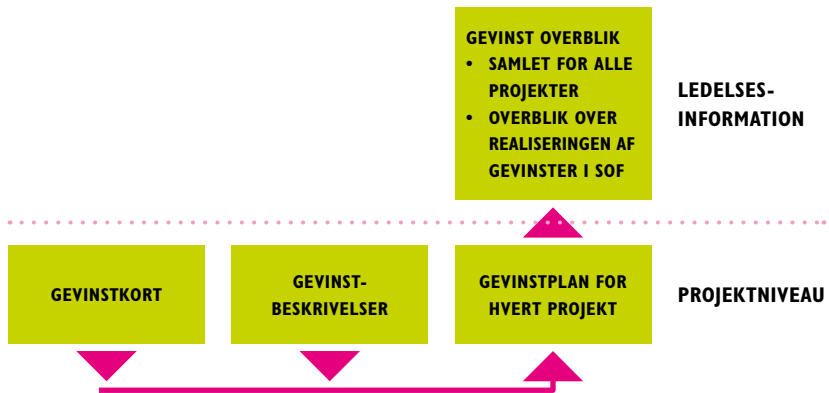 GEVINST OVERBLIK
• SAMLET FOR ALLE
PROJEKTER
• OVERBLIK OVER
REALISERINGEN AF
GEVINSTER I SOF
LEDELSES-
INFORMATION
GEVINSTKORT
GEVINST-
BESKRIVELSER
GEVINSTPLAN FOR
HVERT PROJEKT
PROJEKTNIVEAU